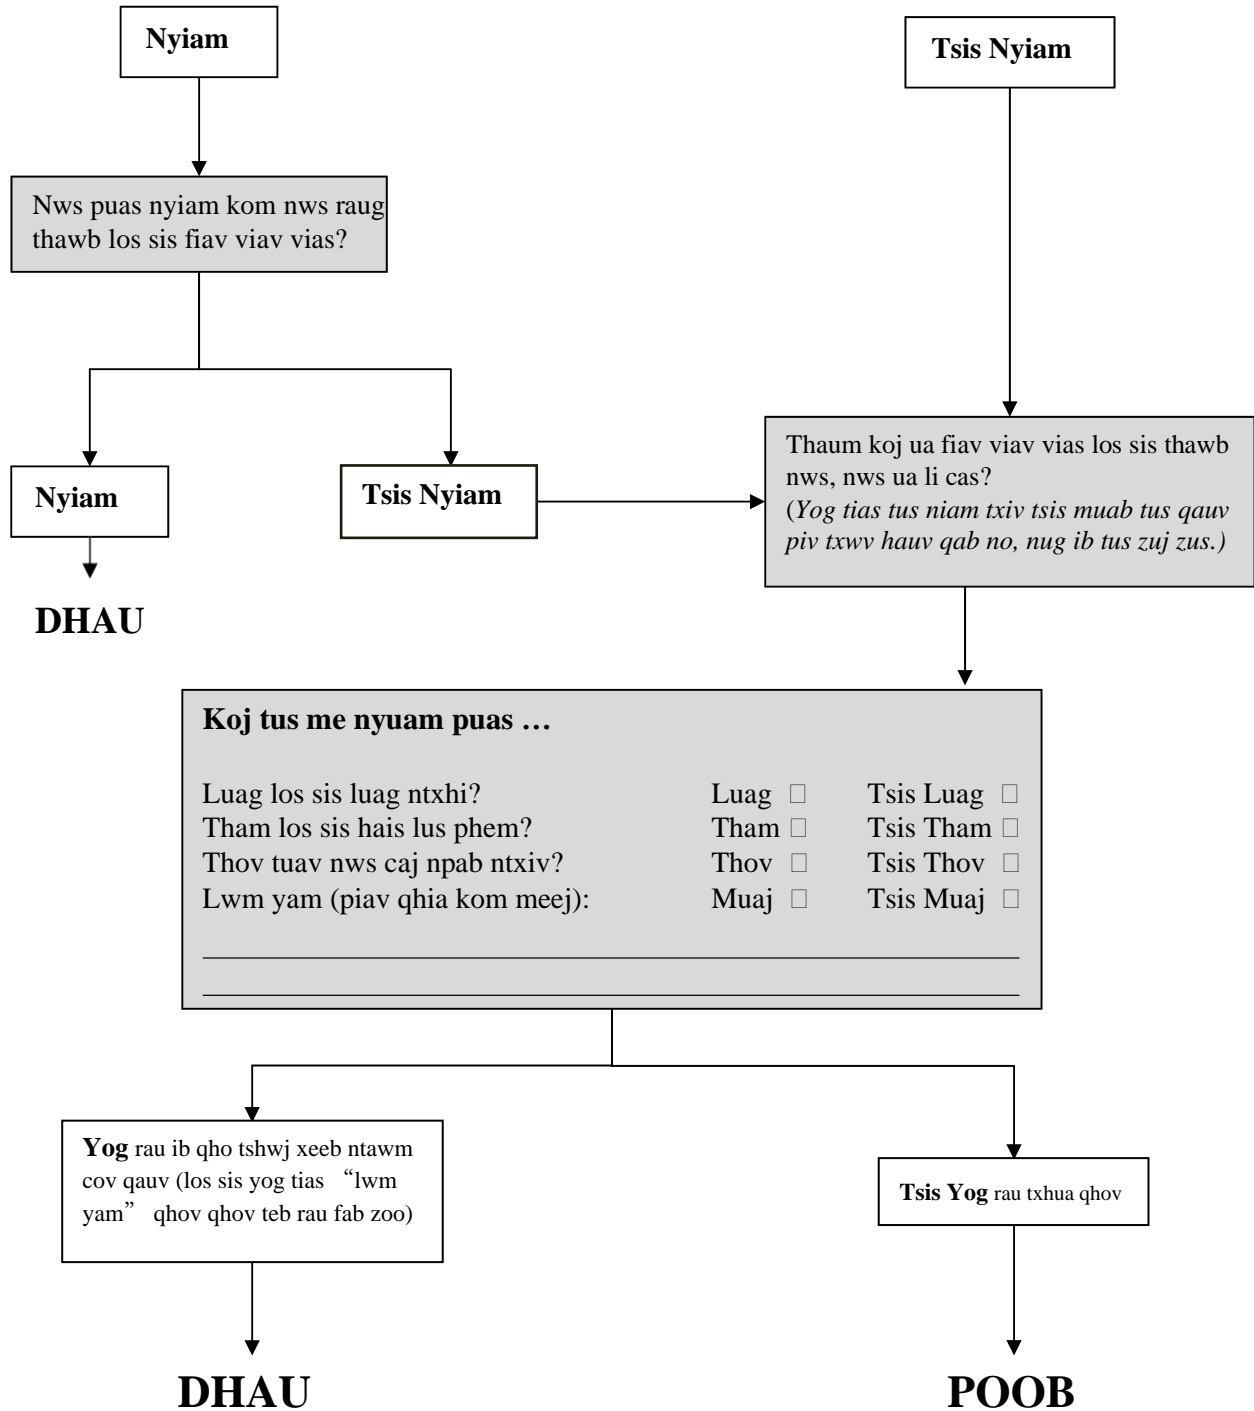 Nyiam
Tsis Nyiam
Nws puas nyiam kom nws raug
thawb los sis fiav viav vias?
Nyiam
Tsis Nyiam
Thaum koj ua fiav viav vias los sis thawb
nws, nws ua li cas?
(Yog tias tus niam txiv tsis muab tus qauv
piv txwv hauv qab no, nug ib tus zuj zus.)
DHAU
Koj tus me nyuam puas …
Luag los sis luag ntxhi? Luag □ Tsis Luag □
Tham los sis hais lus phem? Tham □ Tsis Tham □
Thov tuav nws caj npab ntxiv? Thov □ Tsis Thov □
Lwm yam (piav qhia kom meej): Muaj □ Tsis Muaj □
Yog rau ib qho tshwj xeeb ntawm
cov qauv (los sis yog tias “lwm
yam” qhov qhov teb rau fab zoo)
Tsis Yog rau txhua qhov
DHAU
POOB